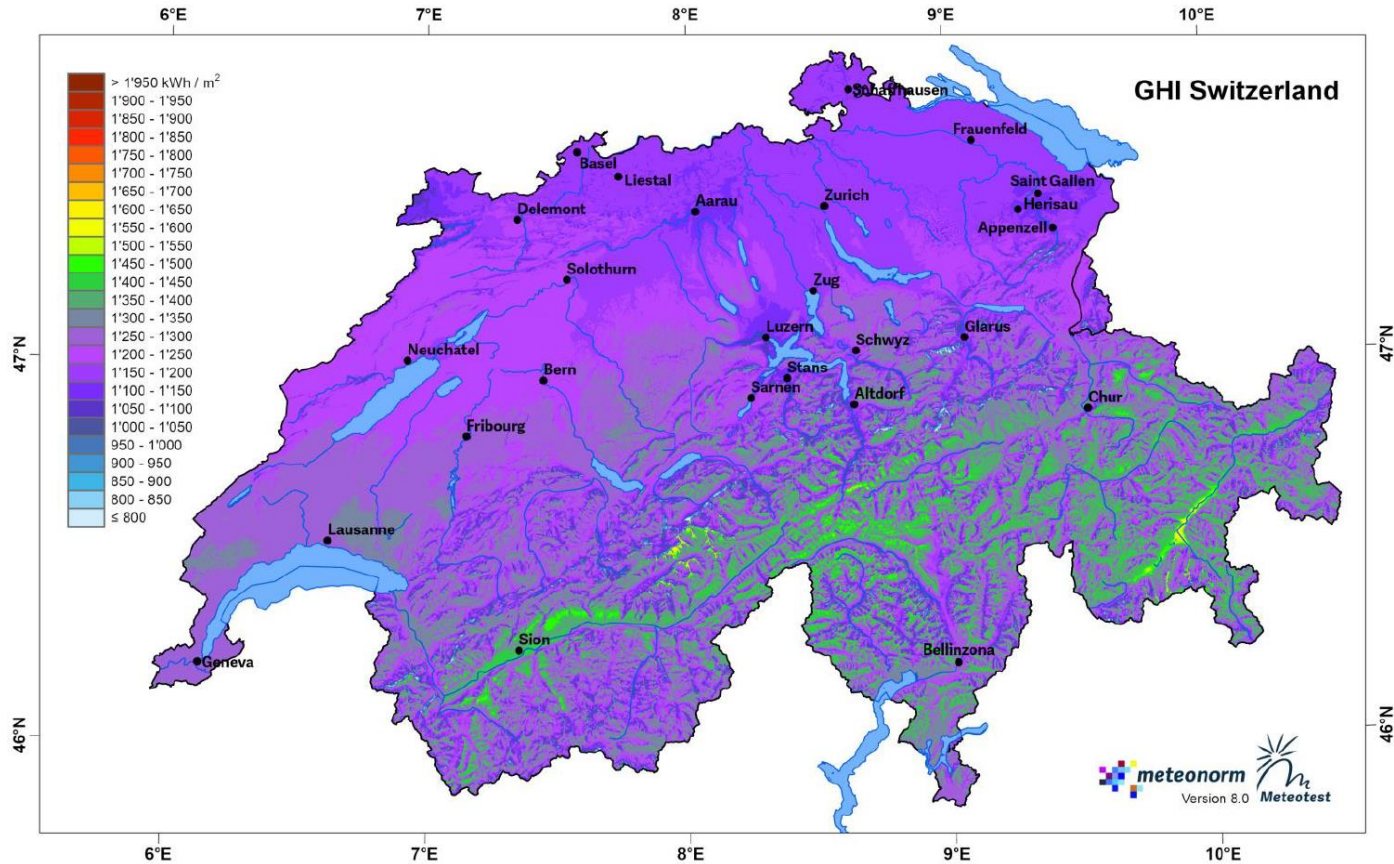 6°E 7°E 8°E 9°E 10°E
GHI Switzerland
> 1'950 kWh / m²
1'900 - 1'950
1'850 - 1'900
1'800 - 1'850
1'750 - 1'800
1'700 - 1'750
1'650 - 1'700
1'600 - 1'650
1'550 - 1'600
1'500 - 1'550
1'450 - 1'500
1'400 - 1'450
1'350 - 1'400
1'300 - 1'350
1'250 - 1'300
1'200 - 1'250
1'150 - 1'200
1'100 - 1'150
1'050 - 1'100
1'000 - 1'050
950 - 1'000
900 - 950
850 - 900
800 - 850
≤ 800
Schaffhausen
Frauenfeld
Basel
Liestal
Saint Gallen
Herisau
Appenzell
Delemont
Aarau
Zurich
Solothurn
Zug
Luzern
Schwyz
Glarus
Neuchatel
Bern
Stans
Sarnen
Altdorf
Chur
Fribourg
Lausanne
Sion
Geneva
Bellinzona
47°N
47°N
46°N
46°N
meteonorm
Version 8.0
Meteotest
6°E 7°E 8°E 9°E 10°E